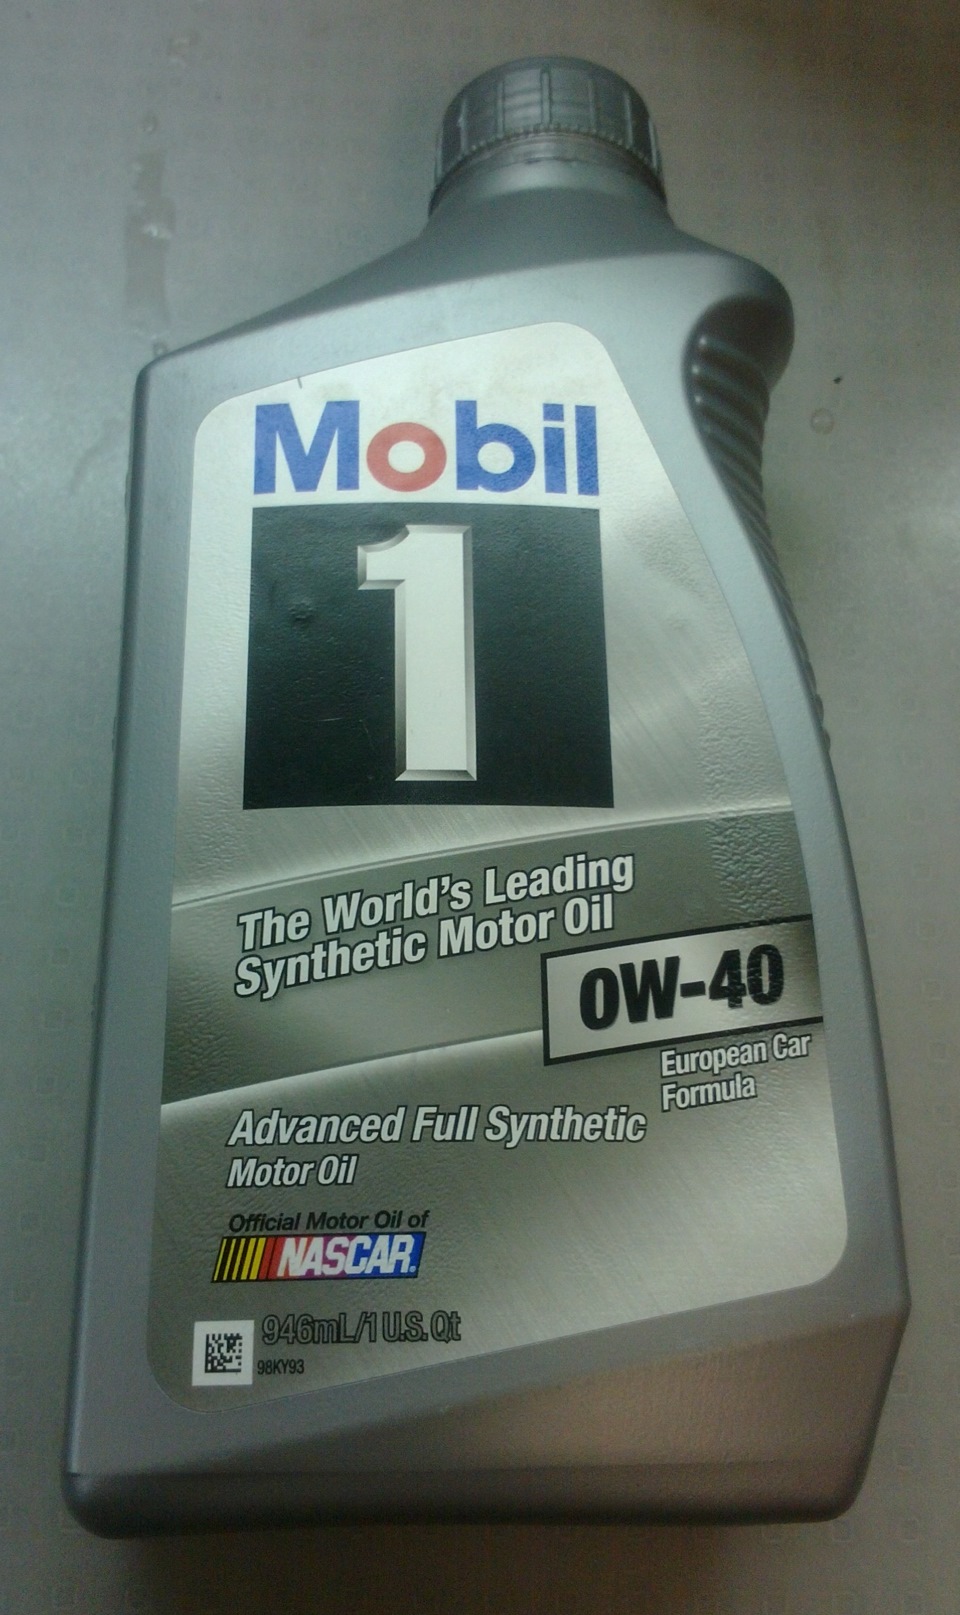 Mobil
1
The World's Leading
Synthetic Motor Oil
0W-40
European Car
Formula
Advanced Full Synthetic
Motor Oil
Official Motor Oil of
NASCAR®
946mL/1 U.S. Qt
98KY93